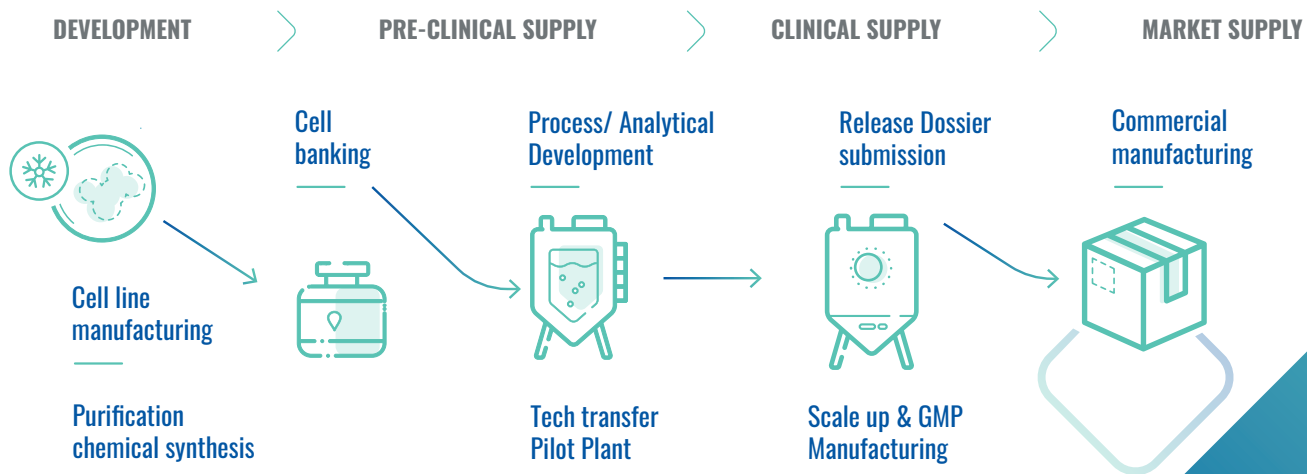 DEVELOPMENT
PRE-CLINICAL SUPPLY
CLINICAL SUPPLY
MARKET SUPPLY
Cell line
manufacturing
Purification
chemical synthesis
Cell
banking
Process/ Analytical
Development
Tech transfer
Pilot Plant
Release Dossier
submission
Scale up & GMP
Manufacturing
Commercial
manufacturing